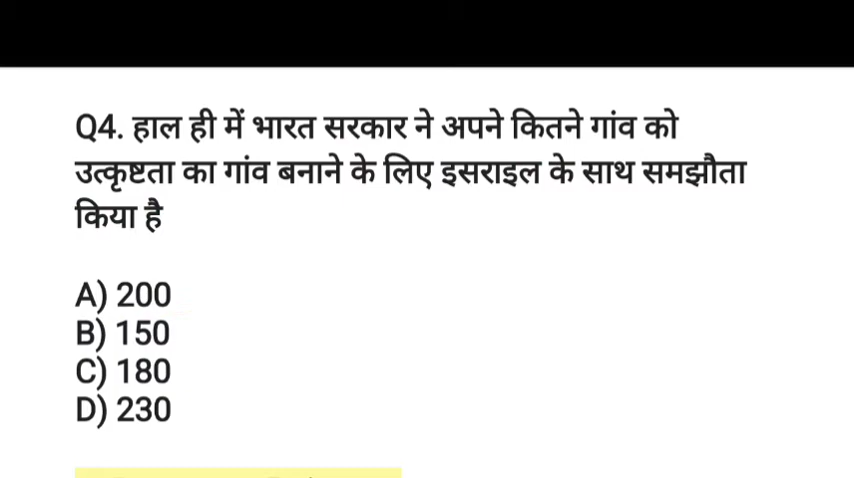 Q4. हाल ही में भारत सरकार ने अपने कितने गांव को
उत्कृष्टता का गांव बनाने के लिए इसराइल के साथ समझौता
किया है
A) 200
B) 150
C) 180
D) 230